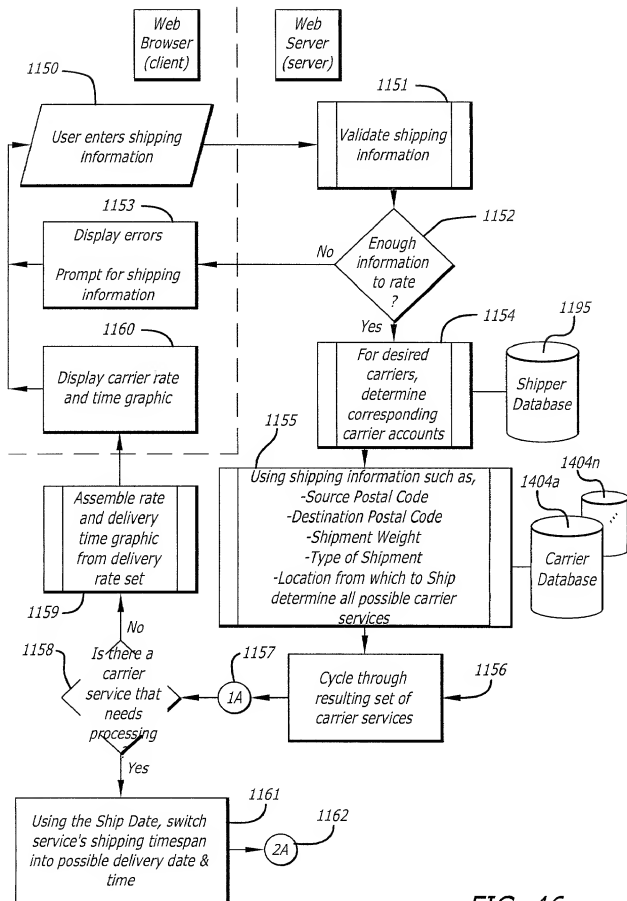 Web
Browser
(client)
Web
Server
(server)
1150
User enters shipping
information
1151
Validate shipping
information
1152
Enough
information
to rate
?
No
Yes
1153
Display errors
Prompt for shipping
information
1160
Display carrier rate
and time graphic
1154
For desired
carriers,
determine
corresponding
carrier accounts
1195
Shipper
Database
1155
Using shipping information such as,
-Source Postal Code
-Destination Postal Code
-Shipment Weight
-Type of Shipment
-Location from which to Ship
determine all possible carrier
services
1404a
1404n
Carrier
Database
Assemble rate
and delivery
time graphic
from delivery
rate set
1159
No
1158
Is there a
carrier
service that
needs
processing
?
Yes
1157
1A
Cycle through
resulting set of
carrier services
1156
Using the Ship Date, switch
service's shipping timespan
into possible delivery date &
time
1161
1162
2A